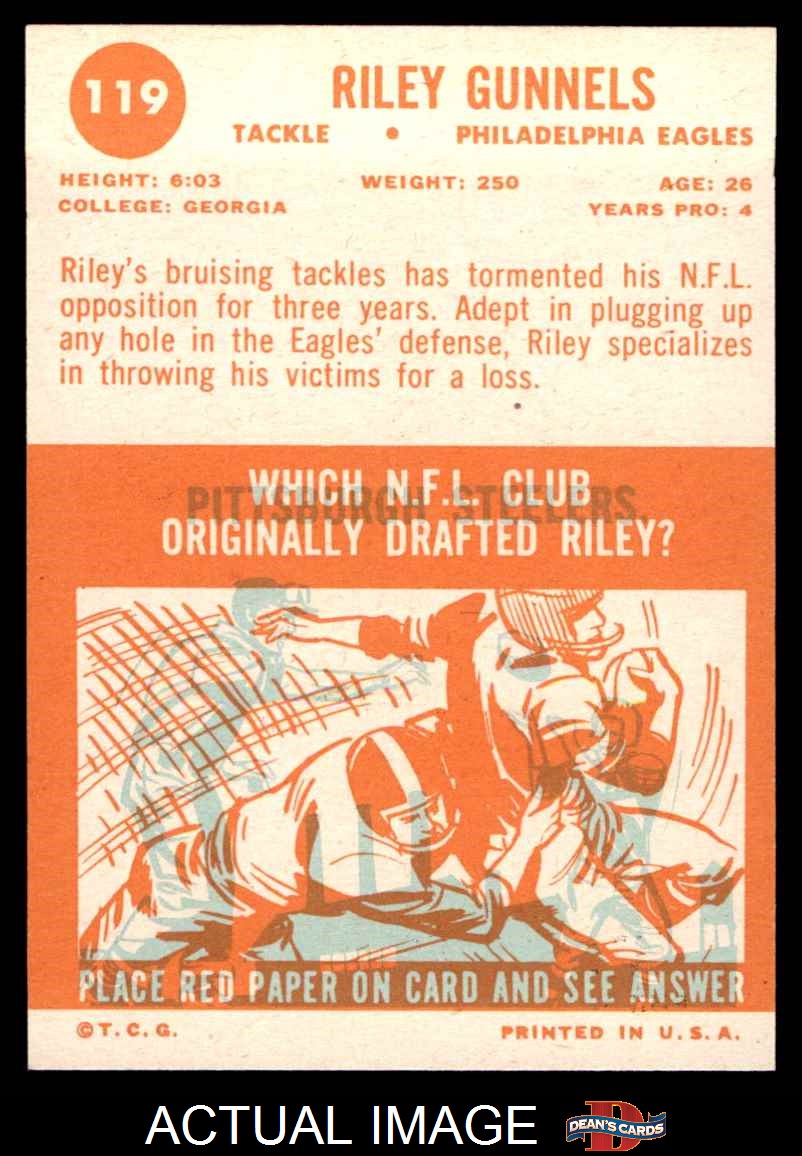 119
RILEY GUNNELS
TACKLE • PHILADELPHIA EAGLES
HEIGHT: 6:03 WEIGHT: 250 AGE: 26
COLLEGE: GEORGIA YEARS PRO: 4
Riley's bruising tackles has tormented his N.F.L.
opposition for three years. Adept in plugging up
any hole in the Eagles' defense, Riley specializes
in throwing his victims for a loss.
WHICH N.F.L. CLUB
PITTSBURGH STEELERS.
ORIGINALLY DRAFTED RILEY?
PLACE RED PAPER ON CARD AND SEE ANSWER
© T. C. G. PRINTED IN U. S. A.
ACTUAL IMAGE
D
DEAN'S CARDS